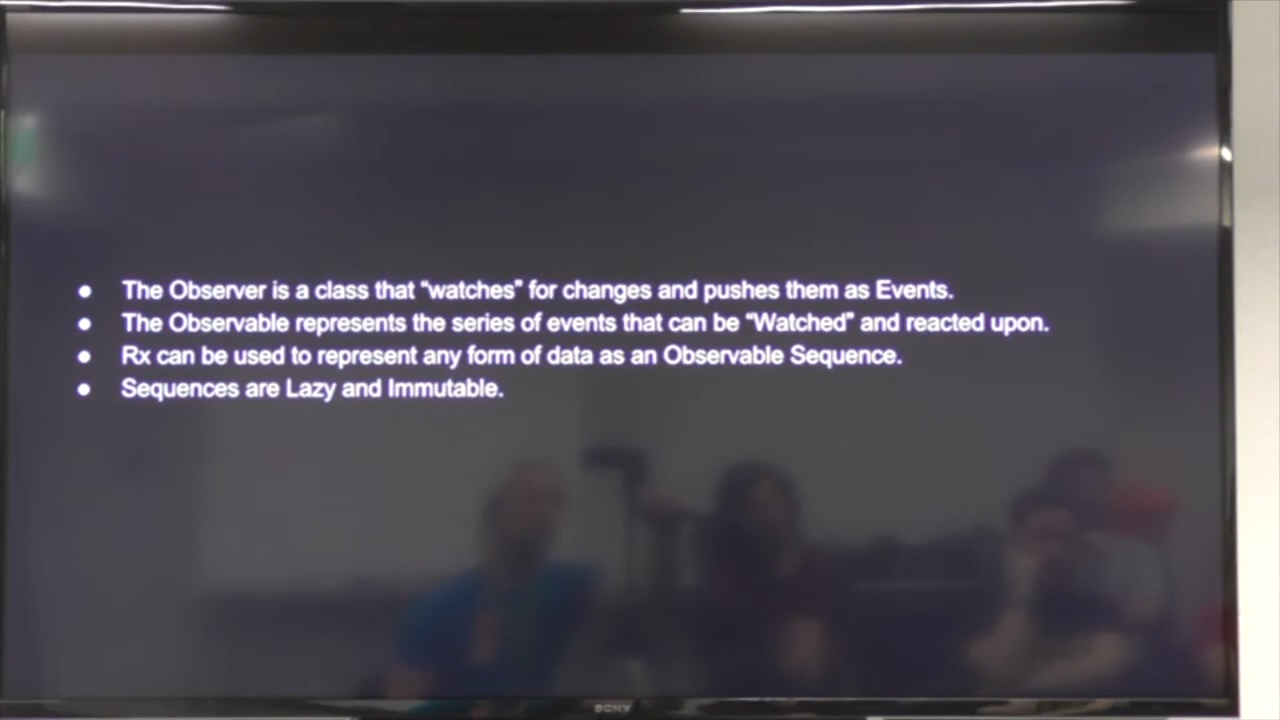 ● The Observer is a class that “watches” for changes and pushes them as Events.
● The Observable represents the series of events that can be “Watched” and reacted upon.
● Rx can be used to represent any form of data as an Observable Sequence.
● Sequences are Lazy and Immutable.
SONY